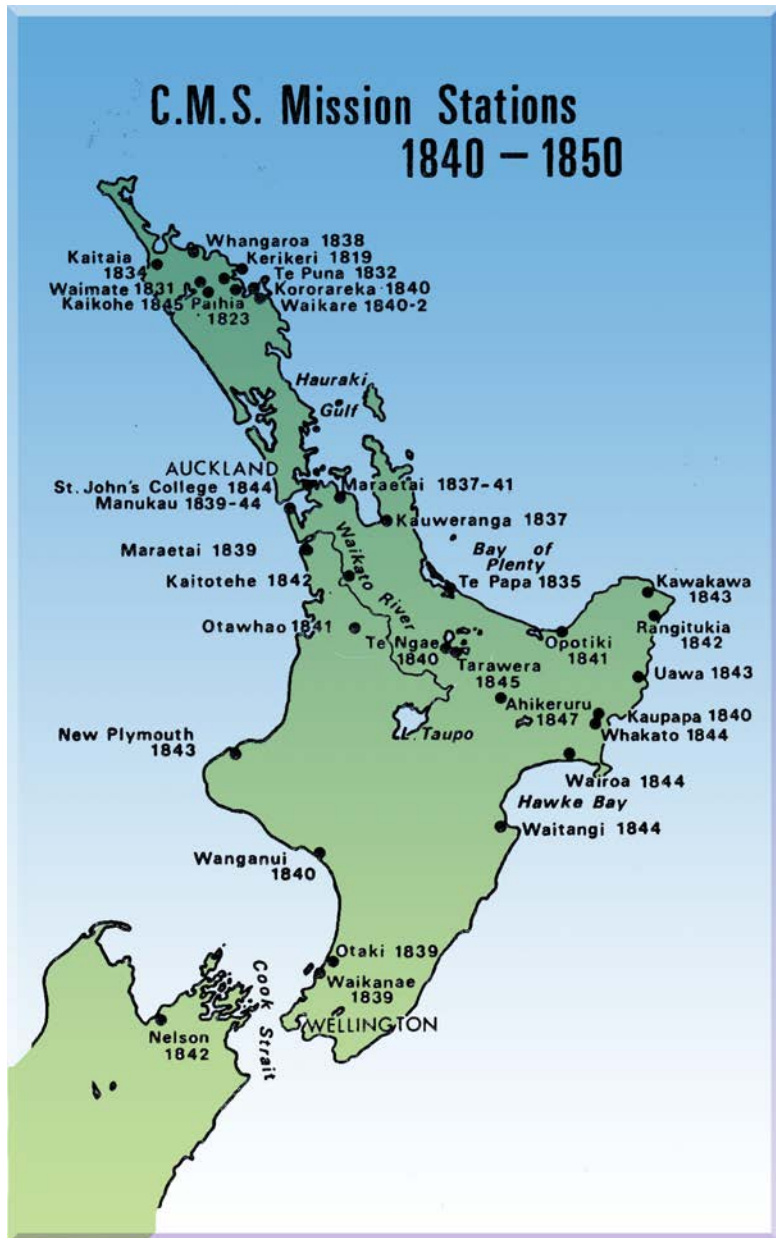 C.M.S. Mission Stations
1840 – 1850
Whangaroa 1838
Kaitaia
1834
Kerikeri 1819
Te Puna 1832
Waimate 1831
Kororareka 1840
Kaikohe 1845
Paihia
1823
Waikare 1840-2
Hauraki
Gulf
AUCKLAND
St. John's College 1844
Manukau 1839-44
Maraetai 1837-41
Kauweranga 1837
Maraetai 1839
Waikato River
Bay of
Plenty
Kaitotehe 1842
Te Papa 1835
Kawakawa
1843
Otawhao 1841
Te Ngae
1840
Tarawera
1845
Opotiki
1841
Rangitukia
1842
Uawa 1843
Ahikeruru
1847
Kaupapa 1840
Whakato 1844
L. Taupo
New Plymouth
1843
Wairoa 1844
Hawke Bay
Waitangi 1844
Wanganui
1840
Otaki 1839
Waikanae
1839
Cook Strait
WELLINGTON
Nelson
1842